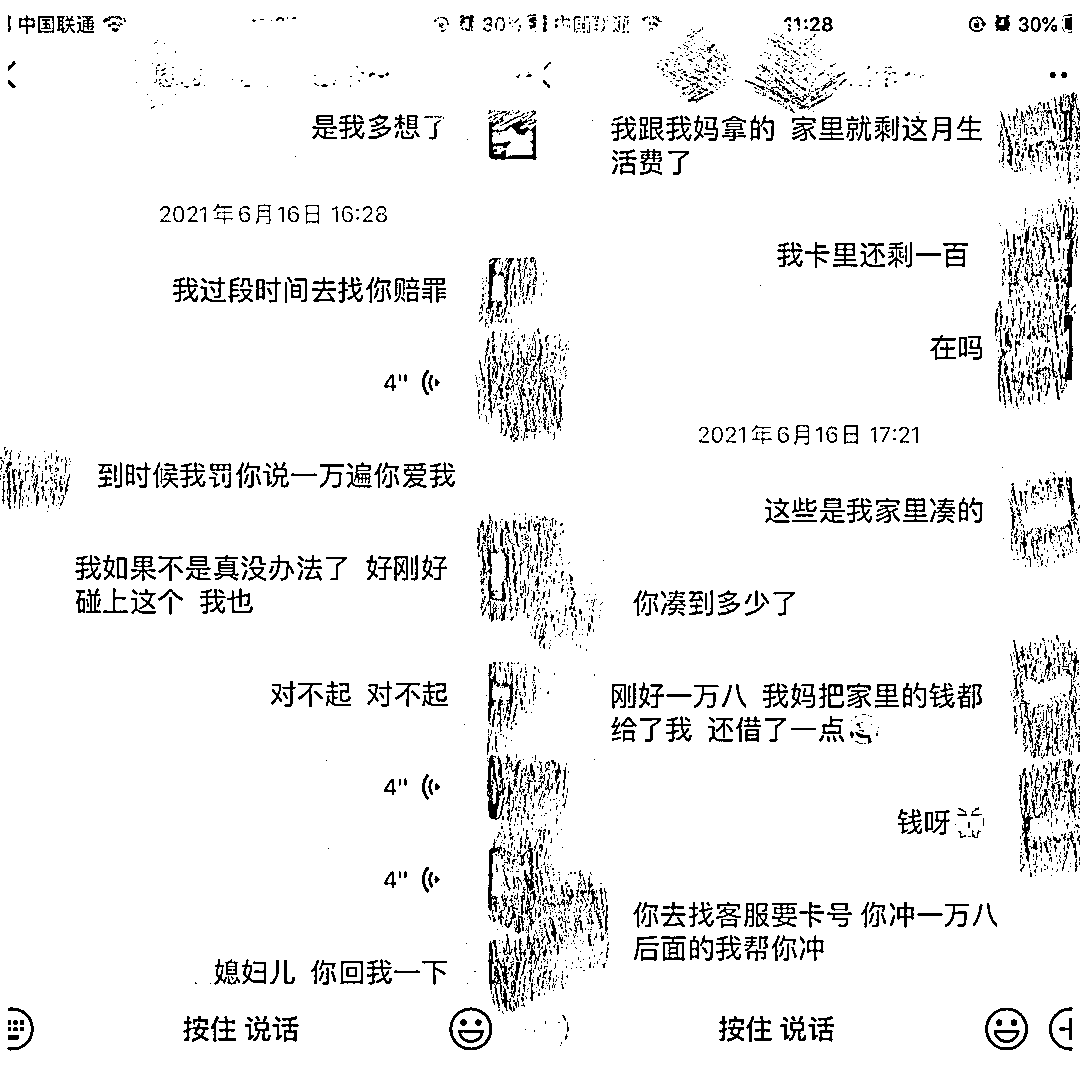 中国联通
30%
是我多想了
2021年6月16日 16:28
我过段时间去找你赔罪
4"
到时候我罚你说一万遍你爱我
我如果不是真没办法了 好刚好
碰上这个 我也
对不起 对不起
4"
4"
媳妇儿 你回我一下
按住 说话
中国联通
11:28
30%
我跟我妈拿的 家里就剩这月生
活费了
我卡里还剩一百
在吗
2021年6月16日 17:21
这些是我家里凑的
你凑到多少了
刚好一万八 我妈把家里的钱都
给了我 还借了一点
钱呀
你去找客服要卡号 你冲一万八
后面的我帮你冲
按住 说话